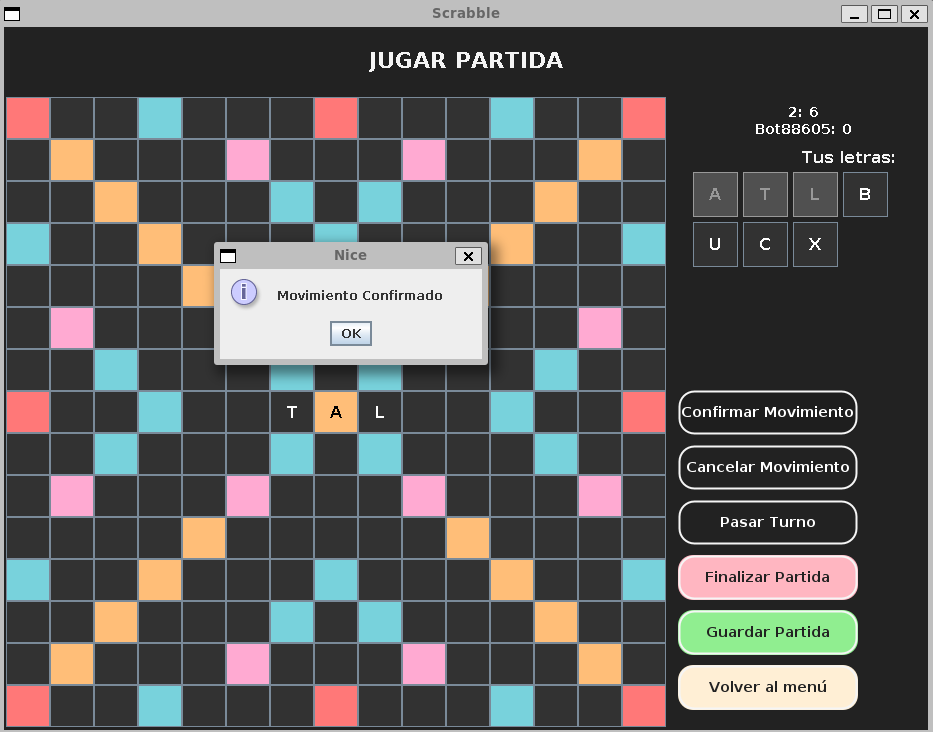 Scrabble
JUGAR PARTIDA
2: 6
Bot88605: 0
Tus letras:
A T L B
U C X
Nice
Movimiento Confirmado
OK
T A L
Confirmar Movimiento
Cancelar Movimiento
Pasar Turno
Finalizar Partida
Guardar Partida
Volver al menú